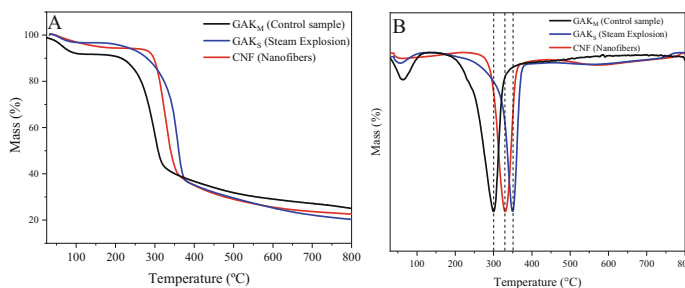 A
GAKM (Control sample)
GAKS (Steam Explosion)
CNF (Nanofibers)
Mass (%)
100
80
60
40
20
0 100 200 300 400 500 600 700 800
Temperature (ºC)
B
GAKM (Control sample)
GAKS (Steam Explosion)
CNF (Nanofibers)
Mass (%)
100 200 300 400 500 600 700 800
Temperature (°C)